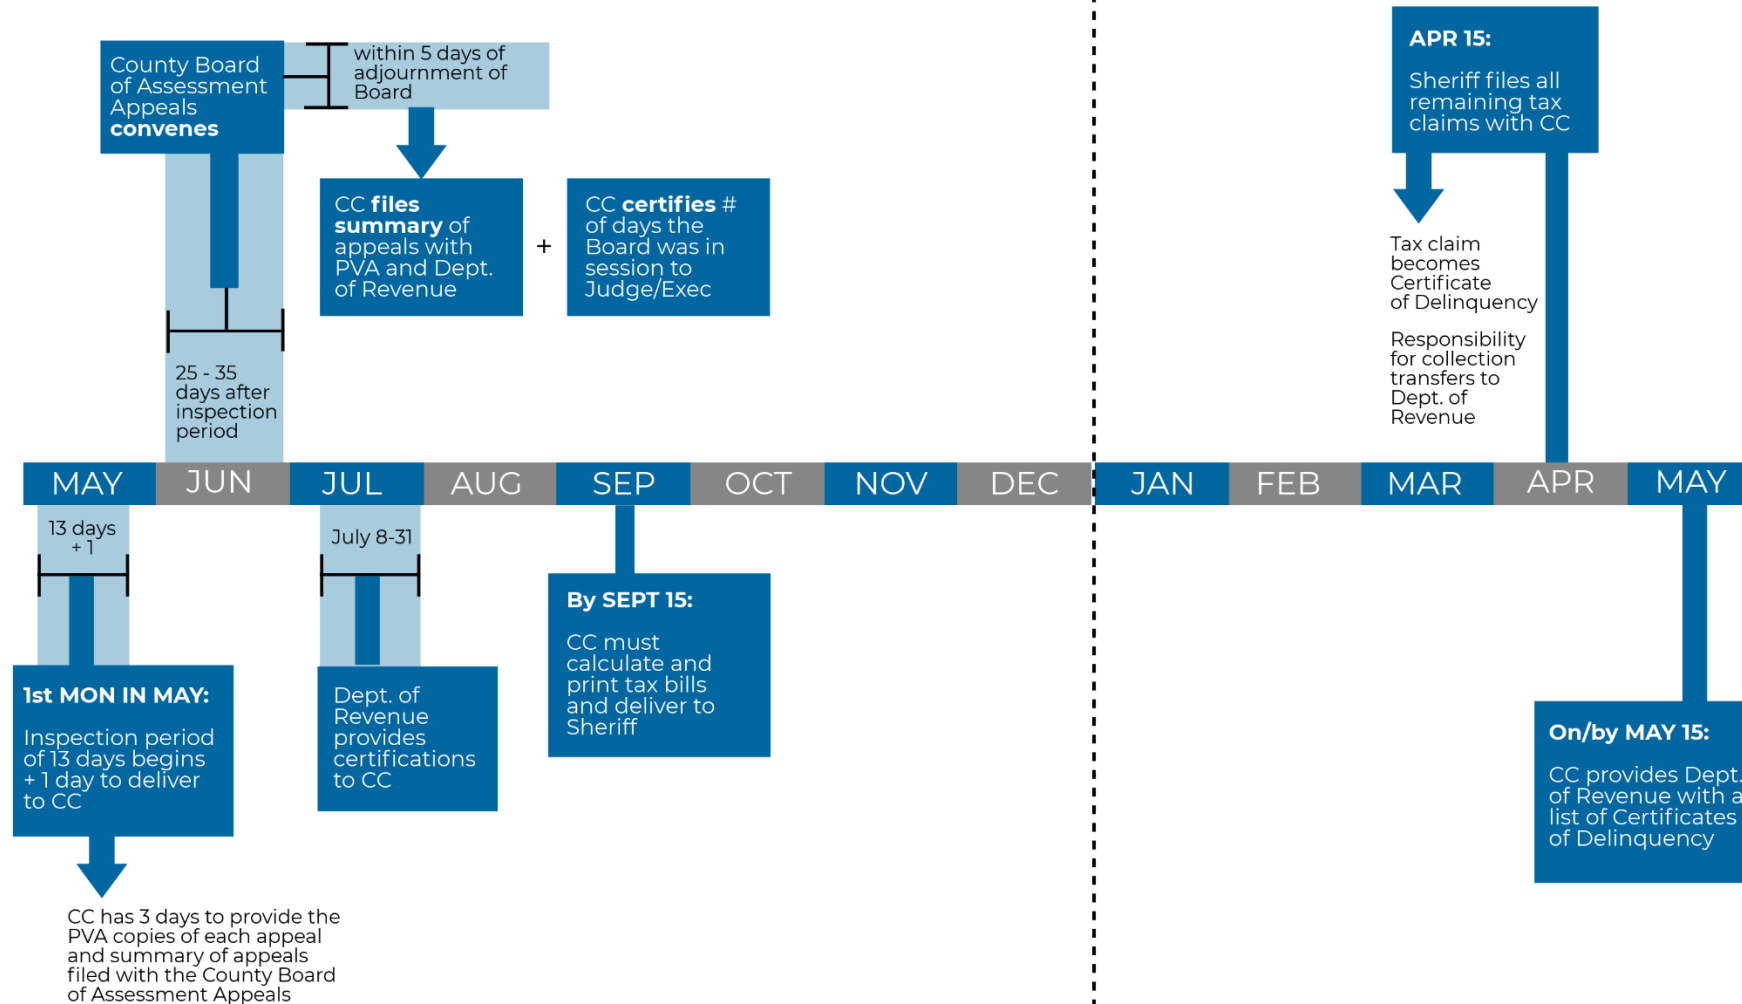 County Board
of Assessment
Appeals
convenes
within 5 days of
adjournment of
Board
CC files
summary of
appeals with
PVA and Dept.
of Revenue
+
CC certifies #
of days the
Board was in
session to
Judge/Exec
25 - 35
days after
inspection
period
APR 15:
Sheriff files all
remaining tax
claims with CC
Tax claim
becomes
Certificate
of Delinquency
Responsibility
for collection
transfers to
Dept. of
Revenue
MAY JUN JUL AUG SEP OCT NOV DEC JAN FEB MAR APR MAY
13 days
+ 1
1st MON IN MAY:
Inspection period
of 13 days begins
+ 1 day to deliver
to CC
CC has 3 days to provide the
PVA copies of each appeal
and summary of appeals
filed with the County Board
of Assessment Appeals
July 8-31
Dept. of
Revenue
provides
certifications
to CC
By SEPT 15:
CC must
calculate and
print tax bills
and deliver to
Sheriff
On/by MAY 15:
CC provides Dept.
of Revenue with a
list of Certificates
of Delinquency